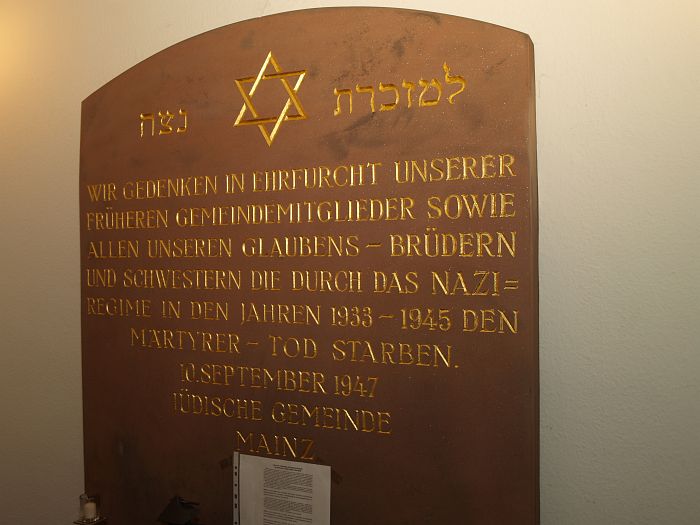 למזכרת נצח
WIR GEDENKEN IN EHRFURCHT UNSERER
FRÜHEREN GEMEINDEMITGLIEDER SOWIE
ALLEN UNSEREN GLAUBENS – BRÜDERN
UND SCHWESTERN DIE DURCH DAS NAZI=
REGIME IN DEN JAHREN 1933 – 1945 DEN
MÄRTYRER – TOD STARBEN.
10. SEPTEMBER 1947
JÜDISCHE GEMEINDE
MAINZ